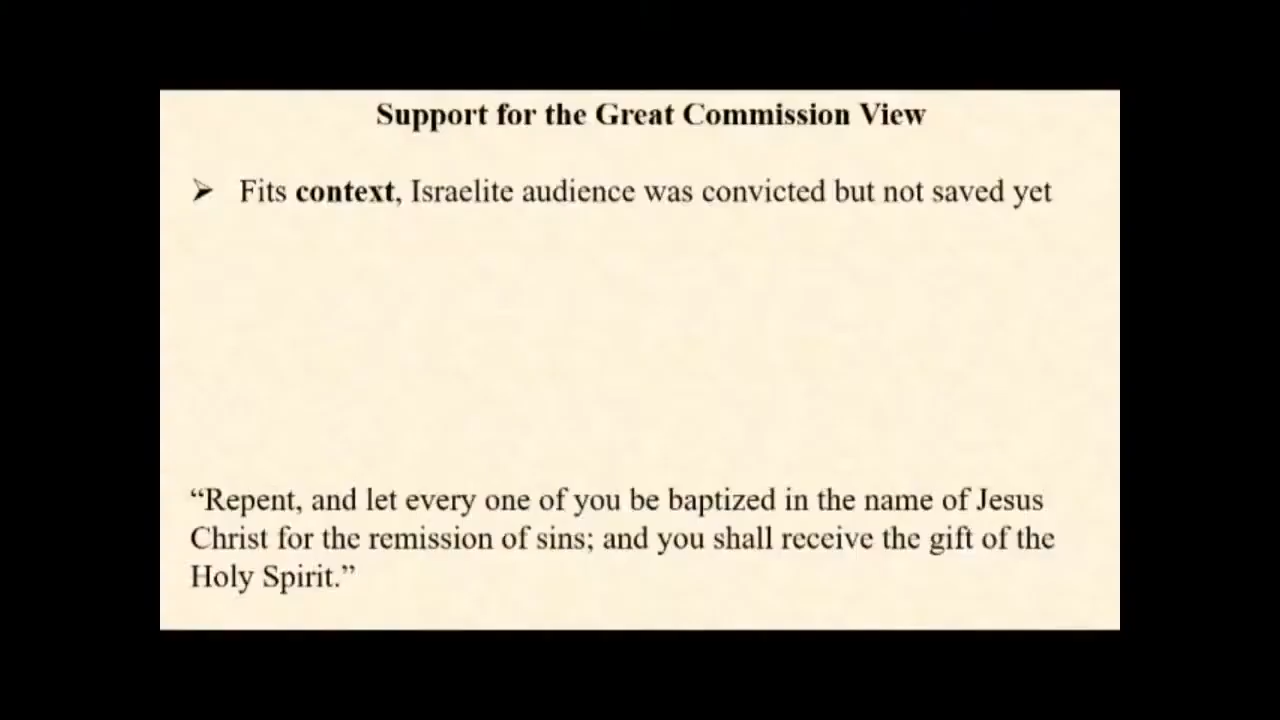 Support for the Great Commission View
➢ Fits context, Israelite audience was convicted but not saved yet
“Repent, and let every one of you be baptized in the name of Jesus
Christ for the remission of sins; and you shall receive the gift of the
Holy Spirit.”